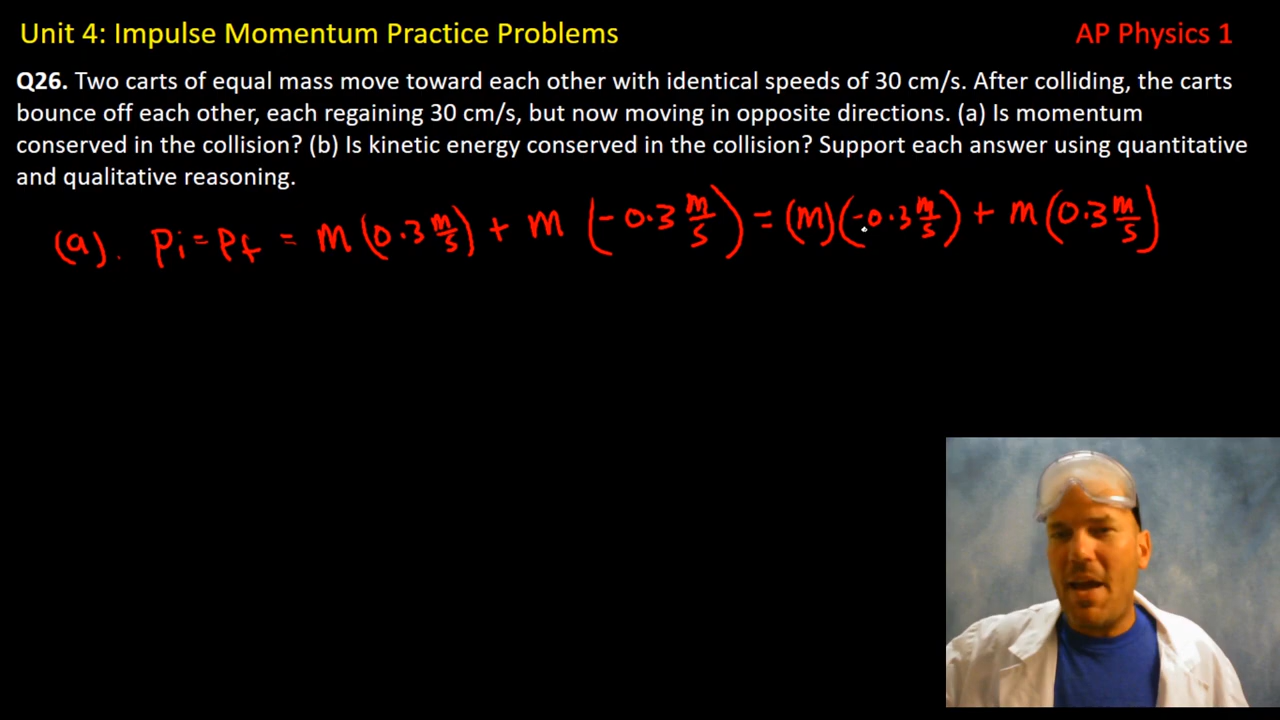 Unit 4: Impulse Momentum Practice Problems
AP Physics 1
Q26. Two carts of equal mass move toward each other with identical speeds of 30 cm/s. After colliding, the carts
bounce off each other, each regaining 30 cm/s, but now moving in opposite directions. (a) Is momentum
conserved in the collision? (b) Is kinetic energy conserved in the collision? Support each answer using quantitative
and qualitative reasoning.
(a). Pi = Pf = m(0.3 m/s) + m (-0.3 m/s) = (m)(-0.3 m/s) + m(0.3 m/s)